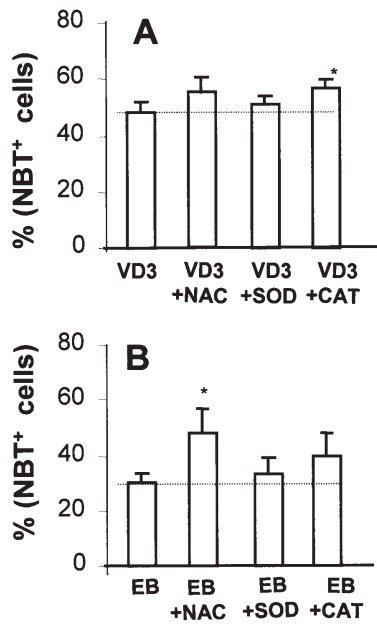 A
% (NBT+ cells)
80
60
40
20
0
*
VD3 VD3 VD3 VD3
+NAC +SOD +CAT
B
% (NBT+ cells)
80
60
40
20
0
*
EB EB EB EB
+NAC +SOD +CAT